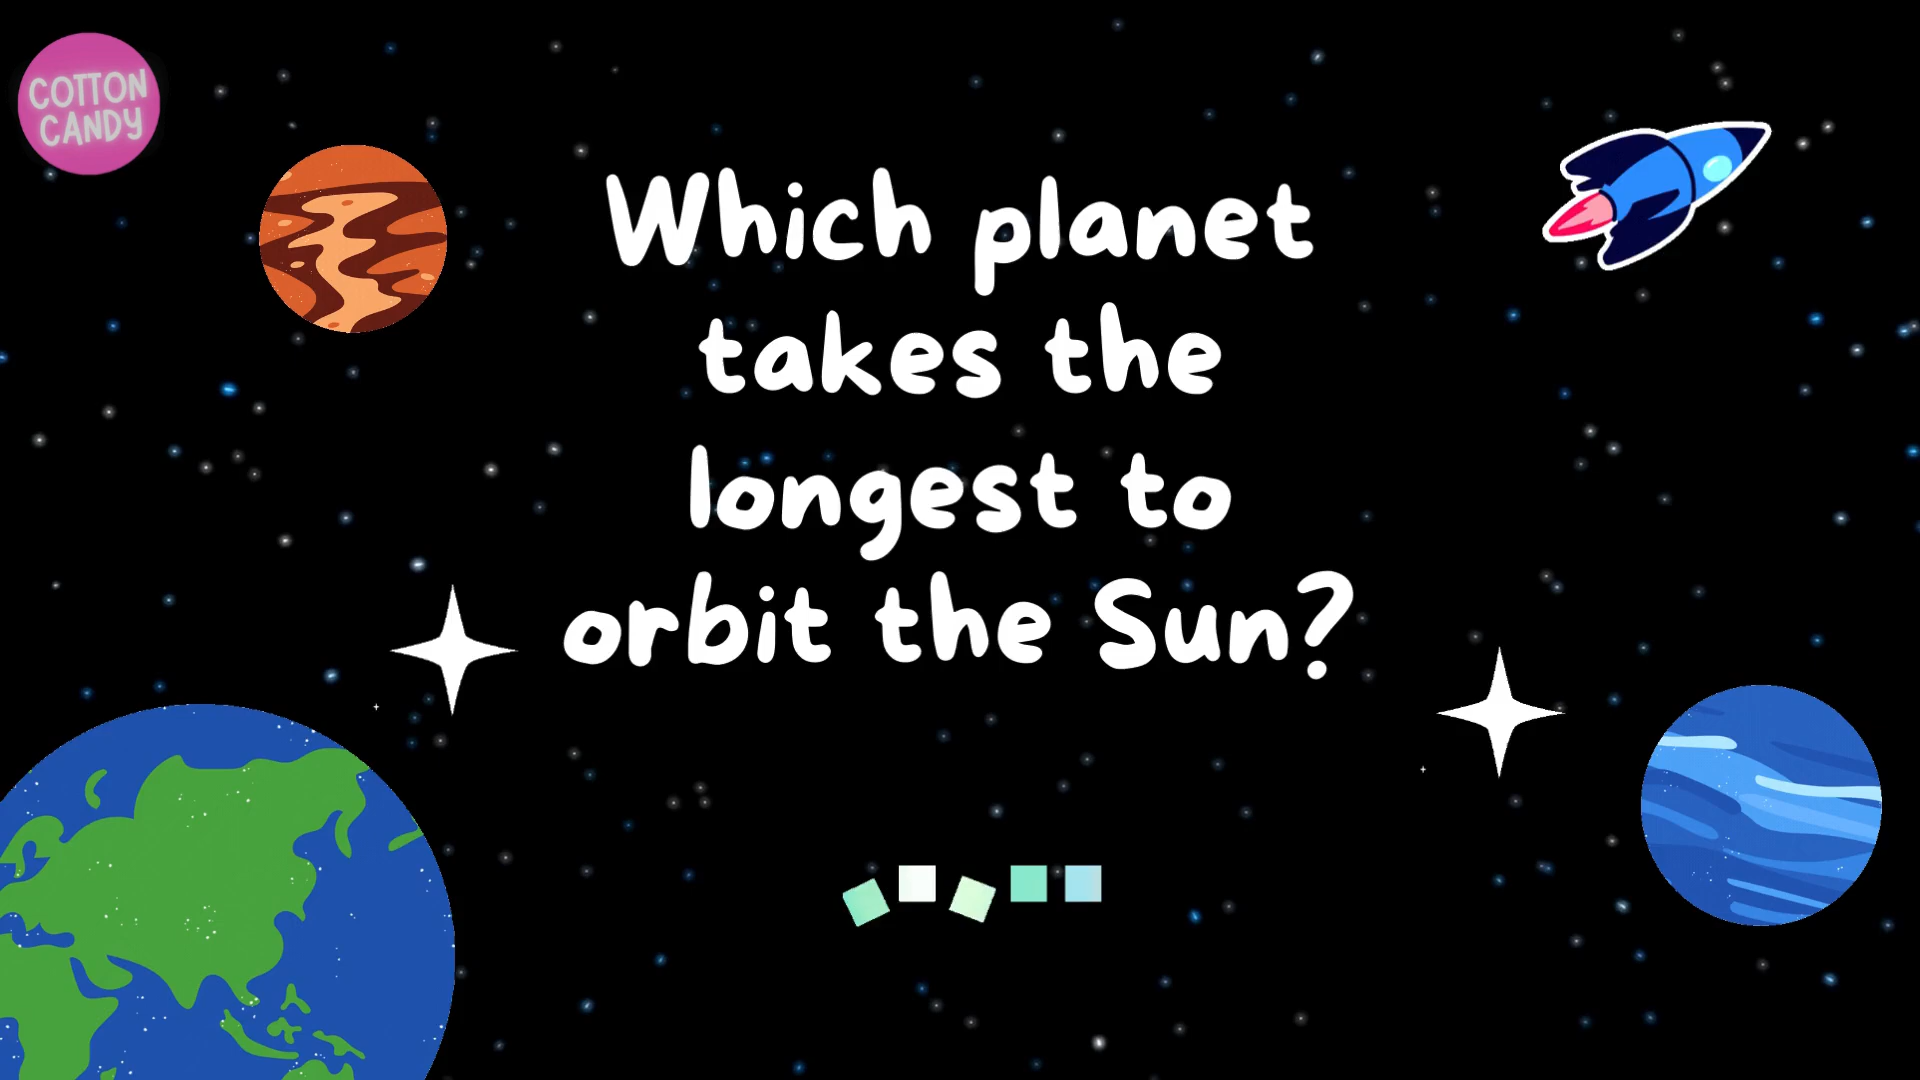 COTTON
CANDY
Which planet
takes the
longest to
orbit the Sun?